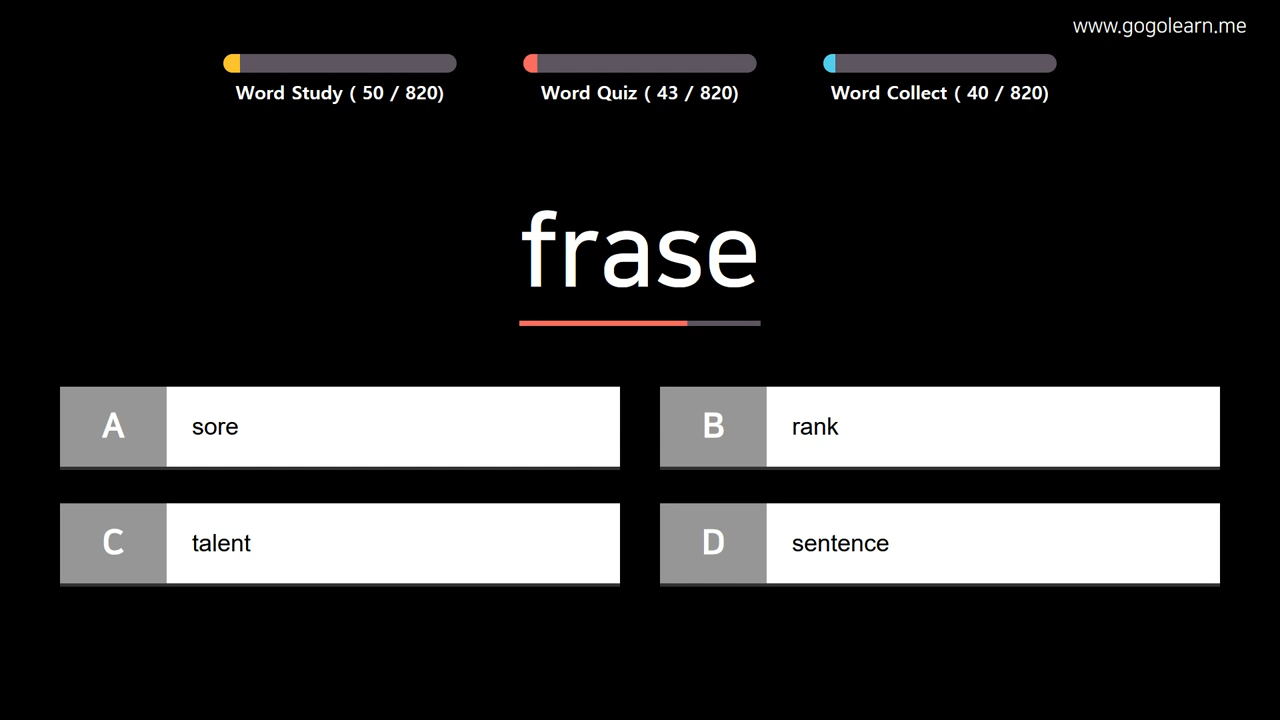 www.gogolearn.me
Word Study ( 50 / 820)
Word Quiz ( 43 / 820)
Word Collect ( 40 / 820)
frase
A sore
B rank
C talent
D sentence